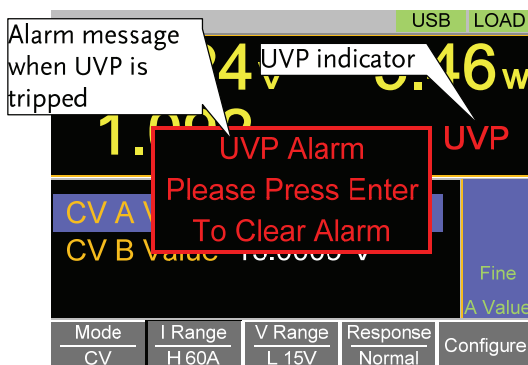 USB LOAD
Alarm message
when UVP is
tripped
UVP indicator
UVP
UVP Alarm
Please Press Enter
To Clear Alarm
CV A
CV B
Fine
A Value
Mode
CV
I Range
H 60A
V Range
L 15V
Response
Normal
Configure